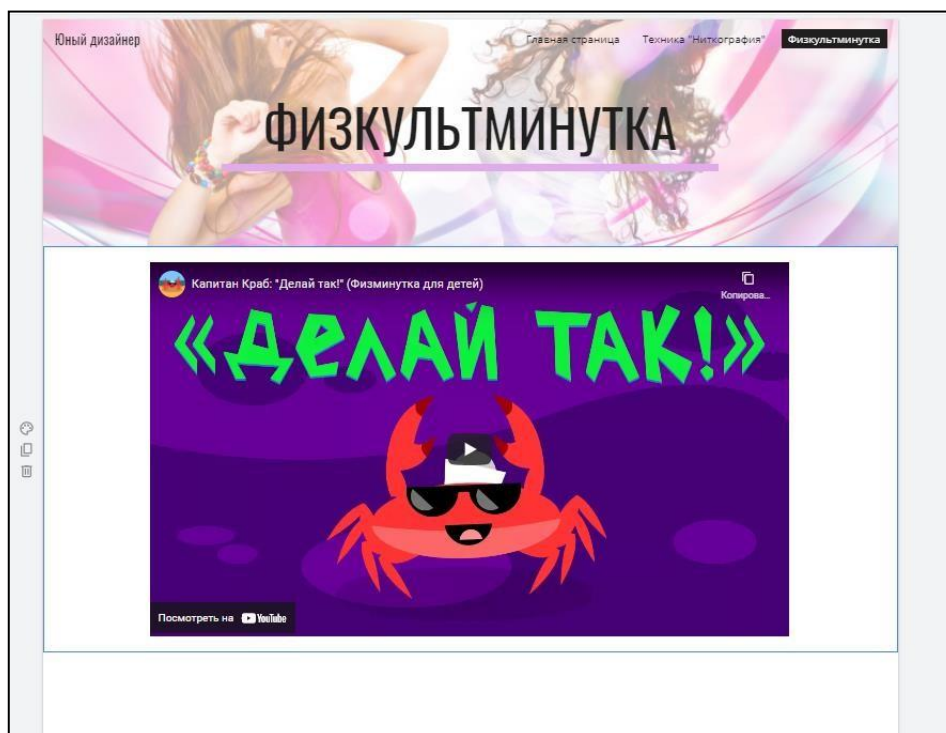 Юный дизайнер
Главная страница Техника "Ниткография" Физкультминутка
ФИЗКУЛЬТМИНУТКА
Капитан Краб: "Делай так!" (Физминутка для детей)
Копирова...
«ДЕЛАЙ ТАК!»
Посмотреть на YouTube